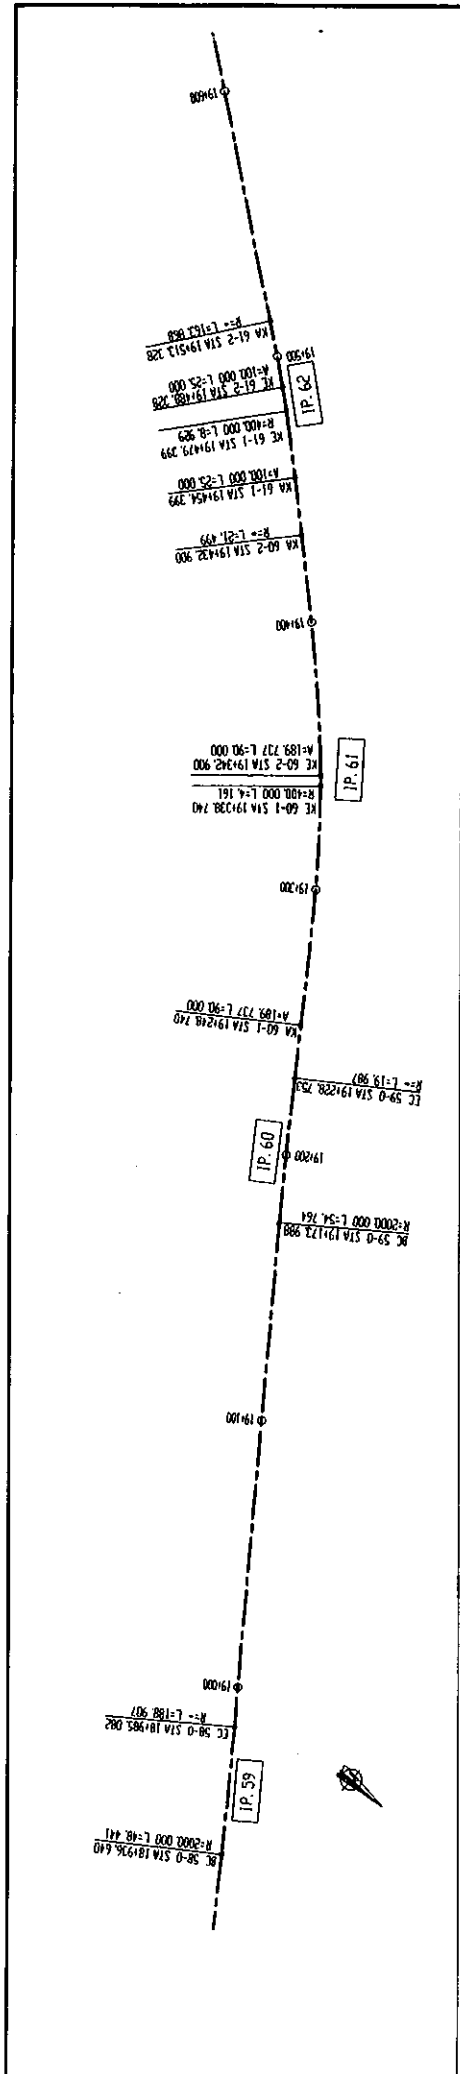 BC 58-0 STA 18+936.640
R=2000.000 L=48.441
IP. 59
EC 58-0 STA 18+985.082
R=∞ L=188.907
19+000
19+100
BC 59-0 STA 19+173.988
R=2000.000 L=54.764
19+200
IP. 60
EC 59-0 STA 19+228.753
R=∞ L=19.987
KA 60-1 STA 19+248.740
A=189.737 L=90.000
19+300
KE 60-1 STA 19+338.740
R=400.000 L=4.161
IP. 61
KE 60-2 STA 19+342.900
A=189.737 L=90.000
19+400
KA 60-2 STA 19+432.900
R=∞ L=21.499
KA 61-1 STA 19+454.399
A=100.000 L=25.000
KE 61-1 STA 19+479.399
R=400.000 L=8.929
IP. 62
KE 61-2 STA 19+488.328
A=100.000 L=25.000
19+500
KA 61-2 STA 19+513.328
R=∞ L=163.868
19+600